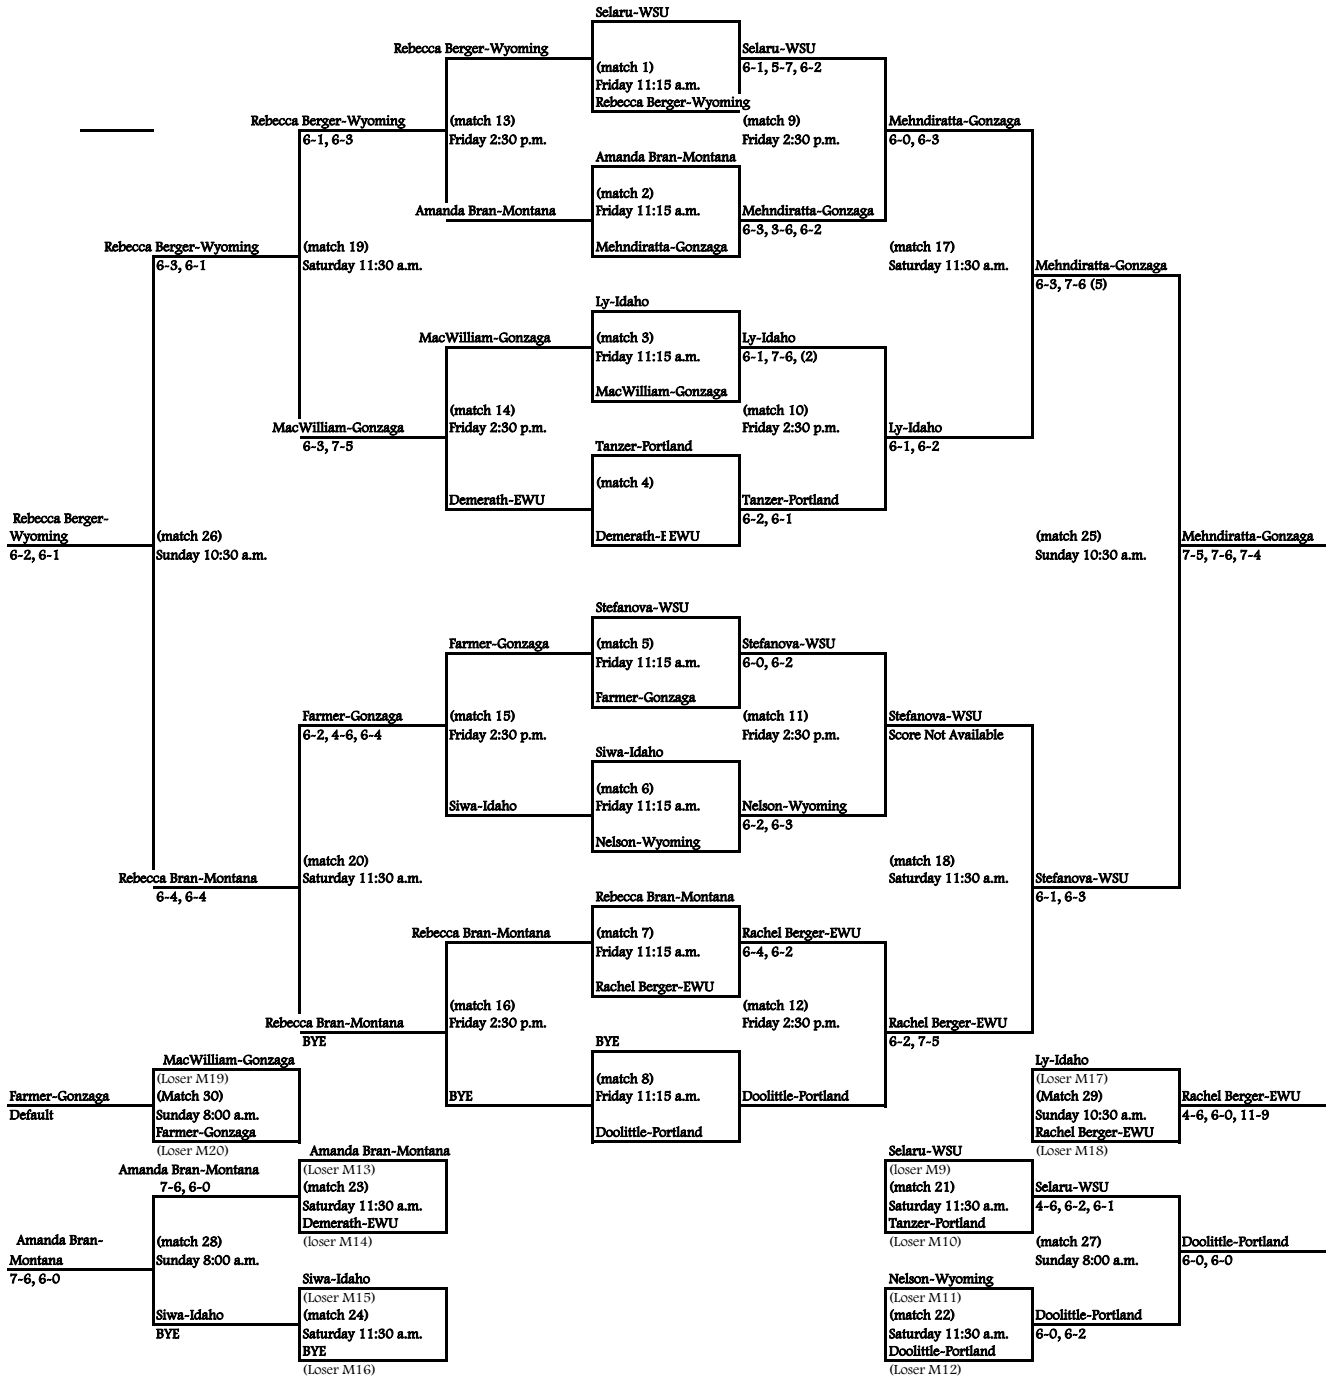 Selaru-WSU
Rebecca Berger-Wyoming
Selaru-WSU
(match 1)
6-1, 5-7, 6-2
Friday 11:15 a.m.
Rebecca Berger-Wyoming
Rebecca Berger-Wyoming
(match 13)
(match 9)
Mehndiratta-Gonzaga
6-1, 6-3
Friday 2:30 p.m.
Friday 2:30 p.m.
6-0, 6-3
Amanda Bran-Montana
(match 2)
Amanda Bran-Montana
Friday 11:15 a.m.
Mehndiratta-Gonzaga
6-3, 3-6, 6-2
Rebecca Berger-Wyoming
(match 19)
Mehndiratta-Gonzaga
(match 17)
6-3, 6-1
Saturday 11:30 a.m.
Saturday 11:30 a.m.
Mehndiratta-Gonzaga
6-3, 7-6 (5)
Ly-Idaho
MacWilliam-Gonzaga
(match 3)
Ly-Idaho
Friday 11:15 a.m.
6-1, 7-6, (2)
MacWilliam-Gonzaga
(match 14)
(match 10)
MacWilliam-Gonzaga
Friday 2:30 p.m.
Friday 2:30 p.m.
Ly-Idaho
6-3, 7-5
Tanzer-Portland
6-1, 6-2
(match 4)
Demerath-EWU
Tanzer-Portland
Rebecca Berger-
6-2, 6-1
Wyoming
(match 26)
Demerath-E EWU
(match 25)
Mehndiratta-Gonzaga
6-2, 6-1
Sunday 10:30 a.m.
Sunday 10:30 a.m.
7-5, 7-6, 7-4
Stefanova-WSU
Farmer-Gonzaga
(match 5)
Stefanova-WSU
Friday 11:15 a.m.
6-0, 6-2
Farmer-Gonzaga
Farmer-Gonzaga
(match 15)
(match 11)
Stefanova-WSU
6-2, 4-6, 6-4
Friday 2:30 p.m.
Friday 2:30 p.m.
Score Not Available
Siwa-Idaho
(match 6)
Siwa-Idaho
Friday 11:15 a.m.
Nelson-Wyoming
6-2, 6-3
Nelson-Wyoming
(match 20)
(match 18)
Rebecca Bran-Montana
Saturday 11:30 a.m.
Saturday 11:30 a.m.
Stefanova-WSU
6-4, 6-4
Rebecca Bran-Montana
6-1, 6-3
Rebecca Bran-Montana
(match 7)
Rachel Berger-EWU
Friday 11:15 a.m.
6-4, 6-2
Rachel Berger-EWU
(match 16)
(match 12)
Rebecca Bran-Montana
Friday 2:30 p.m.
Friday 2:30 p.m.
Rachel Berger-EWU
BYE
BYE
6-2, 7-5
MacWilliam-Gonzaga
Ly-Idaho
(Loser M19)
(match 8)
(Loser M17)
Farmer-Gonzaga
(Match 30)
BYE
Friday 11:15 a.m.
Doolittle-Portland
(Match 29)
Rachel Berger-EWU
Default
Sunday 8:00 a.m.
Sunday 10:30 a.m.
4-6, 6-0, 11-9
Farmer-Gonzaga
Doolittle-Portland
Rachel Berger-EWU
(Loser M20)
Amanda Bran-Montana
Selaru-WSU
(Loser M18)
Amanda Bran-Montana
(Loser M13)
(loser M9)
7-6, 6-0
(match 23)
(match 21)
Selaru-WSU
Saturday 11:30 a.m.
Saturday 11:30 a.m.
4-6, 6-2, 6-1
Demerath-EWU
Tanzer-Portland
Amanda Bran-
(match 28)
(loser M14)
(Loser M10)
(match 27)
Doolittle-Portland
Montana
Sunday 8:00 a.m.
Sunday 8:00 a.m.
6-0, 6-0
7-6, 6-0
Siwa-Idaho
Nelson-Wyoming
(Loser M15)
(Loser M11)
Siwa-Idaho
(match 24)
(match 22)
Doolittle-Portland
BYE
Saturday 11:30 a.m.
Saturday 11:30 a.m.
6-0, 6-2
BYE
Doolittle-Portland
(Loser M16)
(Loser M12)